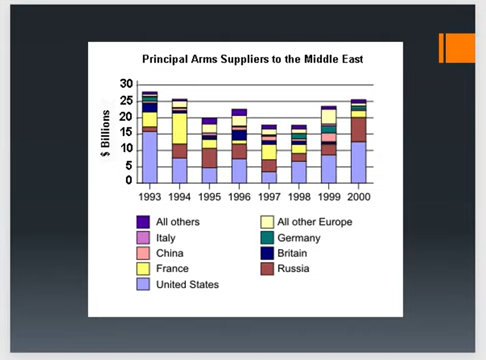 Principal Arms Suppliers to the Middle East
$ Billions
30
25
20
15
10
5
0
1993 1994 1995 1996 1997 1998 1999 2000
All others All other Europe
Italy Germany
China Britain
France Russia
United States